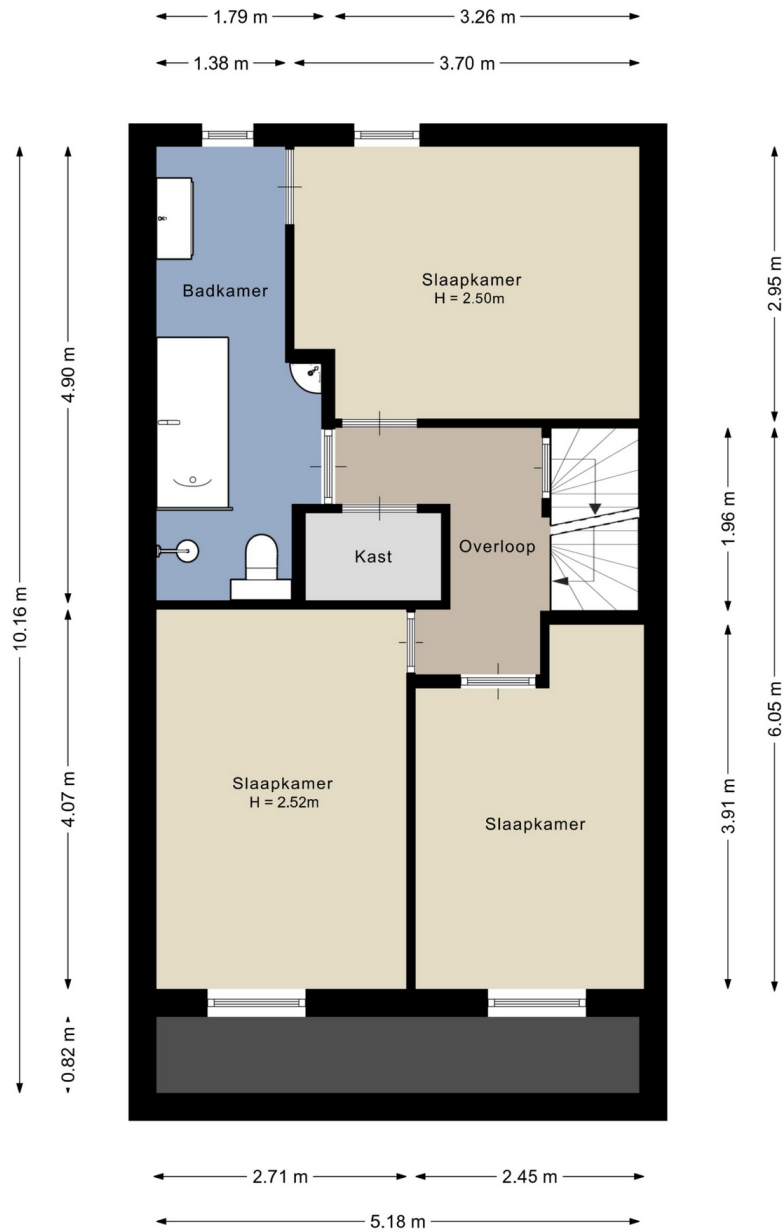 1.79 m
3.26 m
1.38 m
3.70 m
Badkamer
Slaapkamer
H = 2.50m
2.95 m
4.90 m
1.96 m
Kast
Overloop
10.16 m
6.05 m
Slaapkamer
H = 2.52m
4.07 m
Slaapkamer
3.91 m
0.82 m
2.71 m
2.45 m
5.18 m